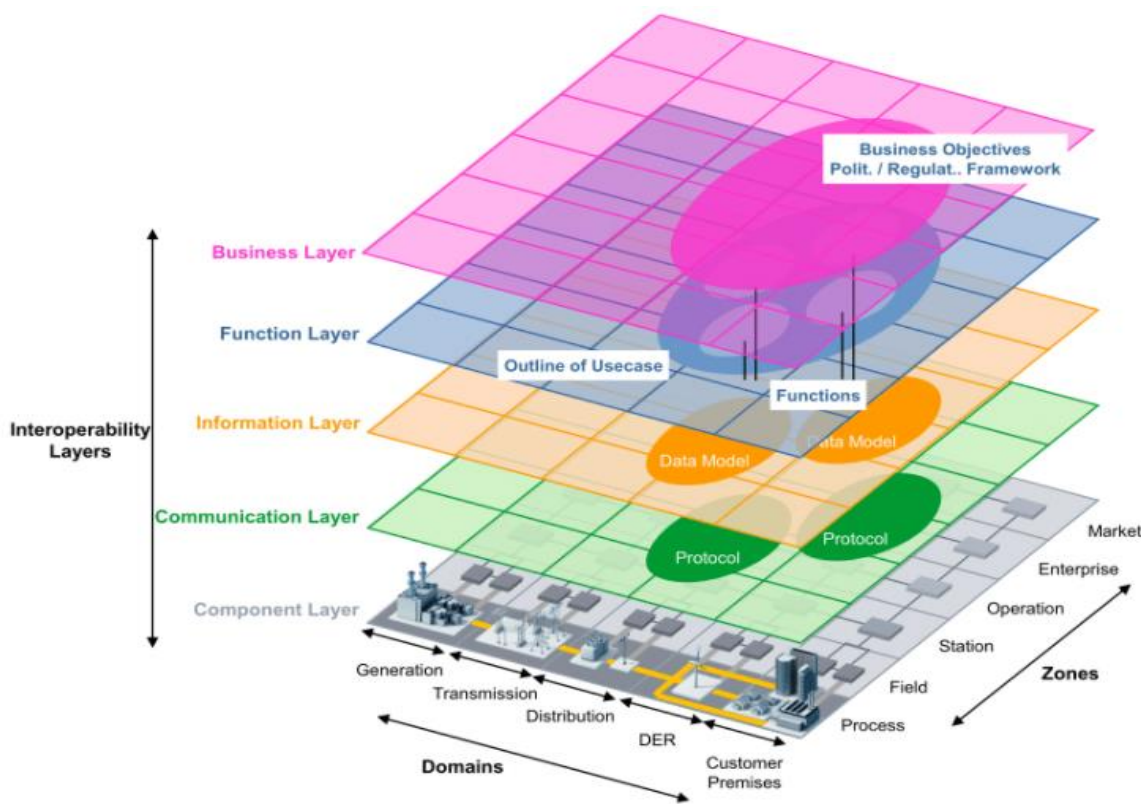 Business Objectives
Polit. / Regulat.. Framework
Business Layer
Function Layer
Outline of Usecase
Functions
Information Layer
Data Model
Data Model
Interoperability
Layers
Communication Layer
Protocol
Protocol
Component Layer
Market
Enterprise
Operation
Station
Field
Process
Zones
Generation
Transmission
Distribution
DER
Customer
Premises
Domains